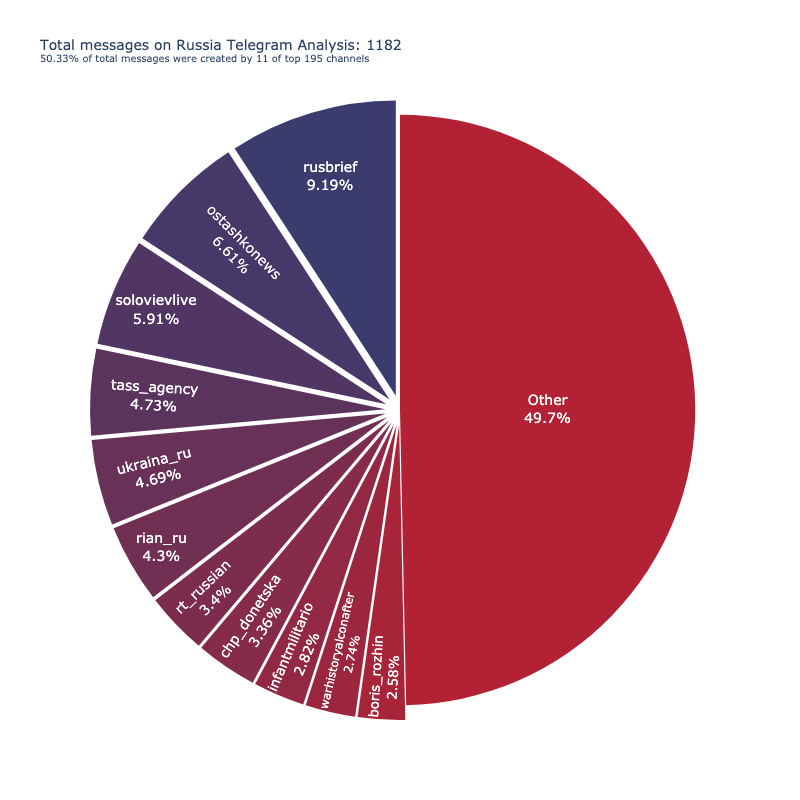 Total messages on Russia Telegram Analysis: 1182
50.33% of total messages were created by 11 of top 195 channels
rusbrief
9.19%
ostashkonews
6.61%
solovievlive
5.91%
tass_agency
4.73%
ukraina_ru
4.69%
rian_ru
4.3%
rt_russian
3.4%
chp_donetska
3.36%
infantmilitario
2.82%
warhistoryalconafter
2.74%
boris_rozhin
2.58%
Other
49.7%